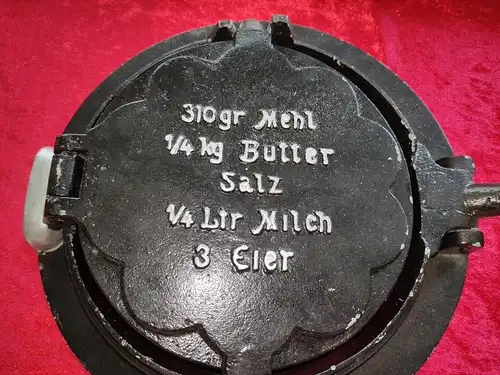 310gr Mehl
1/4 kg Butter
Salz
1/4 Ltr Milch
3 Eier